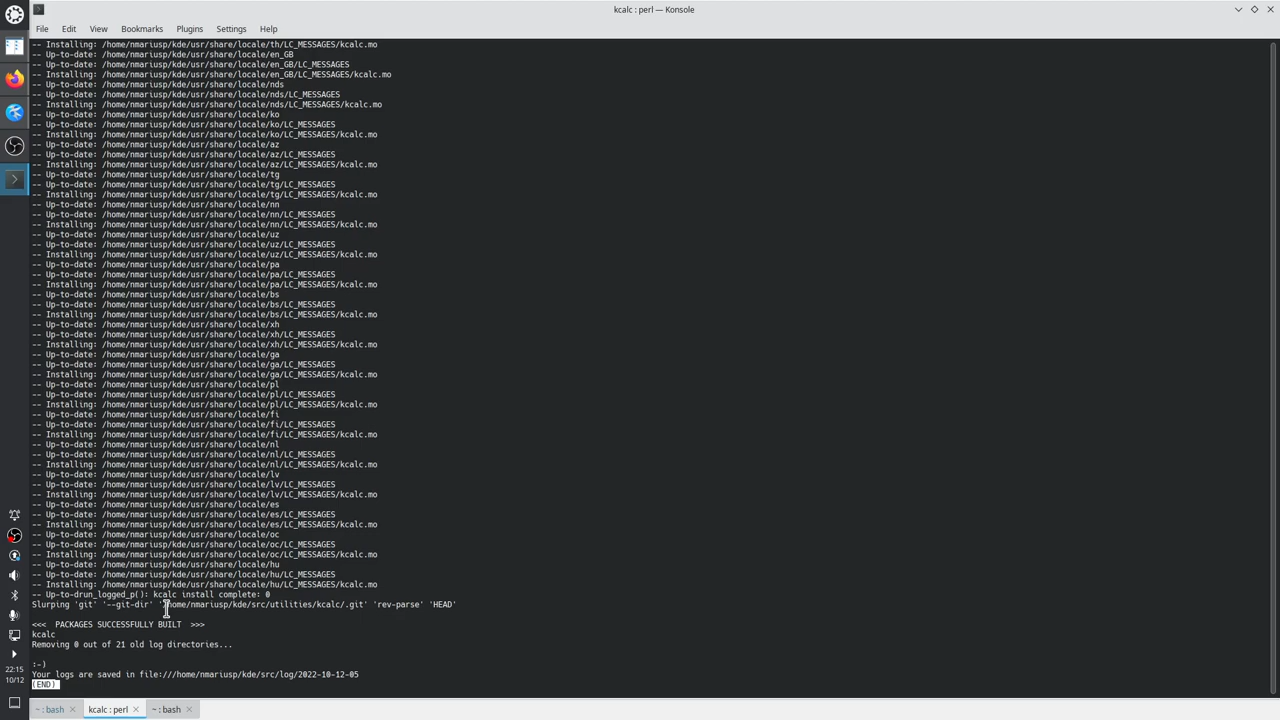 kcalc : perl — Konsole
File Edit View Bookmarks Plugins Settings Help
-- Installing: /home/nmariusp/kde/usr/share/locale/th/LC_MESSAGES/kcalc.mo
-- Up-to-date: /home/nmariusp/kde/usr/share/locale/en_GB
-- Up-to-date: /home/nmariusp/kde/usr/share/locale/en_GB/LC_MESSAGES
-- Installing: /home/nmariusp/kde/usr/share/locale/en_GB/LC_MESSAGES/kcalc.mo
-- Up-to-date: /home/nmariusp/kde/usr/share/locale/nds
-- Up-to-date: /home/nmariusp/kde/usr/share/locale/nds/LC_MESSAGES
-- Installing: /home/nmariusp/kde/usr/share/locale/nds/LC_MESSAGES/kcalc.mo
-- Up-to-date: /home/nmariusp/kde/usr/share/locale/ko
-- Up-to-date: /home/nmariusp/kde/usr/share/locale/ko/LC_MESSAGES
-- Installing: /home/nmariusp/kde/usr/share/locale/ko/LC_MESSAGES/kcalc.mo
-- Up-to-date: /home/nmariusp/kde/usr/share/locale/az
-- Up-to-date: /home/nmariusp/kde/usr/share/locale/az/LC_MESSAGES
-- Installing: /home/nmariusp/kde/usr/share/locale/az/LC_MESSAGES/kcalc.mo
-- Up-to-date: /home/nmariusp/kde/usr/share/locale/tg
-- Up-to-date: /home/nmariusp/kde/usr/share/locale/tg/LC_MESSAGES
-- Installing: /home/nmariusp/kde/usr/share/locale/tg/LC_MESSAGES/kcalc.mo
-- Up-to-date: /home/nmariusp/kde/usr/share/locale/nn
-- Up-to-date: /home/nmariusp/kde/usr/share/locale/nn/LC_MESSAGES
-- Installing: /home/nmariusp/kde/usr/share/locale/nn/LC_MESSAGES/kcalc.mo
-- Up-to-date: /home/nmariusp/kde/usr/share/locale/uz
-- Up-to-date: /home/nmariusp/kde/usr/share/locale/uz/LC_MESSAGES
-- Installing: /home/nmariusp/kde/usr/share/locale/uz/LC_MESSAGES/kcalc.mo
-- Up-to-date: /home/nmariusp/kde/usr/share/locale/pa
-- Up-to-date: /home/nmariusp/kde/usr/share/locale/pa/LC_MESSAGES
-- Installing: /home/nmariusp/kde/usr/share/locale/pa/LC_MESSAGES/kcalc.mo
-- Up-to-date: /home/nmariusp/kde/usr/share/locale/bs
-- Up-to-date: /home/nmariusp/kde/usr/share/locale/bs/LC_MESSAGES
-- Installing: /home/nmariusp/kde/usr/share/locale/bs/LC_MESSAGES/kcalc.mo
-- Up-to-date: /home/nmariusp/kde/usr/share/locale/xh
-- Up-to-date: /home/nmariusp/kde/usr/share/locale/xh/LC_MESSAGES
-- Installing: /home/nmariusp/kde/usr/share/locale/xh/LC_MESSAGES/kcalc.mo
-- Up-to-date: /home/nmariusp/kde/usr/share/locale/ga
-- Up-to-date: /home/nmariusp/kde/usr/share/locale/ga/LC_MESSAGES
-- Installing: /home/nmariusp/kde/usr/share/locale/ga/LC_MESSAGES/kcalc.mo
-- Up-to-date: /home/nmariusp/kde/usr/share/locale/pl
-- Up-to-date: /home/nmariusp/kde/usr/share/locale/pl/LC_MESSAGES
-- Installing: /home/nmariusp/kde/usr/share/locale/pl/LC_MESSAGES/kcalc.mo
-- Up-to-date: /home/nmariusp/kde/usr/share/locale/fi
-- Up-to-date: /home/nmariusp/kde/usr/share/locale/fi/LC_MESSAGES
-- Installing: /home/nmariusp/kde/usr/share/locale/fi/LC_MESSAGES/kcalc.mo
-- Up-to-date: /home/nmariusp/kde/usr/share/locale/nl
-- Up-to-date: /home/nmariusp/kde/usr/share/locale/nl/LC_MESSAGES
-- Installing: /home/nmariusp/kde/usr/share/locale/nl/LC_MESSAGES/kcalc.mo
-- Up-to-date: /home/nmariusp/kde/usr/share/locale/lv
-- Up-to-date: /home/nmariusp/kde/usr/share/locale/lv/LC_MESSAGES
-- Installing: /home/nmariusp/kde/usr/share/locale/lv/LC_MESSAGES/kcalc.mo
-- Up-to-date: /home/nmariusp/kde/usr/share/locale/es
-- Up-to-date: /home/nmariusp/kde/usr/share/locale/es/LC_MESSAGES
-- Installing: /home/nmariusp/kde/usr/share/locale/es/LC_MESSAGES/kcalc.mo
-- Up-to-date: /home/nmariusp/kde/usr/share/locale/oc
-- Up-to-date: /home/nmariusp/kde/usr/share/locale/oc/LC_MESSAGES
-- Installing: /home/nmariusp/kde/usr/share/locale/oc/LC_MESSAGES/kcalc.mo
-- Up-to-date: /home/nmariusp/kde/usr/share/locale/hu
-- Up-to-date: /home/nmariusp/kde/usr/share/locale/hu/LC_MESSAGES
-- Installing: /home/nmariusp/kde/usr/share/locale/hu/LC_MESSAGES/kcalc.mo
-- Up-to-drun_logged_p(): kcalc install complete: 0
Slurping 'git' '--git-dir' '/home/nmariusp/kde/src/utilities/kcalc/.git' 'rev-parse' 'HEAD'
<<<  PACKAGES SUCCESSFULLY BUILT  >>>
kcalc
Removing 0 out of 21 old log directories...
:-)
Your logs are saved in file:///home/nmariusp/kde/src/log/2022-10-12-05
(END)
22:15
10/12
~ : bash
kcalc : perl
~ : bash